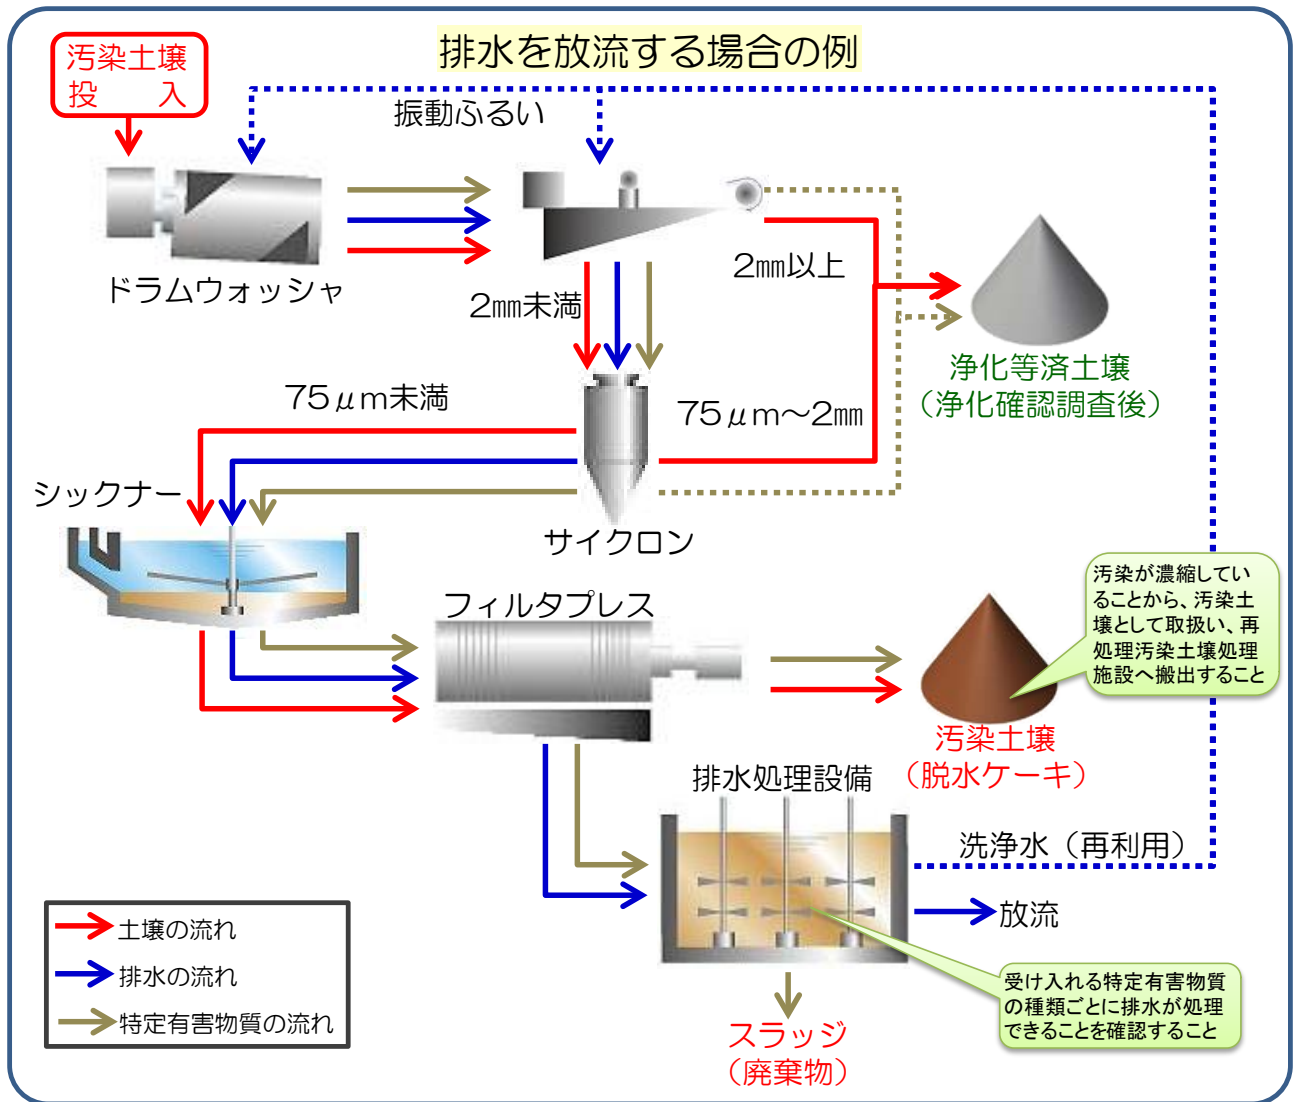 排水を放流する場合の例
汚染土壌
投　入
振動ふるい
ドラムウォッシャ
2㎜以上
2㎜未満
浄化等済土壌
（浄化確認調査後）
75μm未満
75μm～2㎜
シックナー
サイクロン
フィルタプレス
汚染が濃縮してい
ることから、汚染土
壌として取扱い、再
処理汚染土壌処理
施設へ搬出すること
汚染土壌
（脱水ケーキ）
排水処理設備
洗浄水（再利用）
放流
土壌の流れ
排水の流れ
特定有害物質の流れ
受け入れる特定有害物質
の種類ごとに排水が処理
できることを確認すること
スラッジ
（廃棄物）